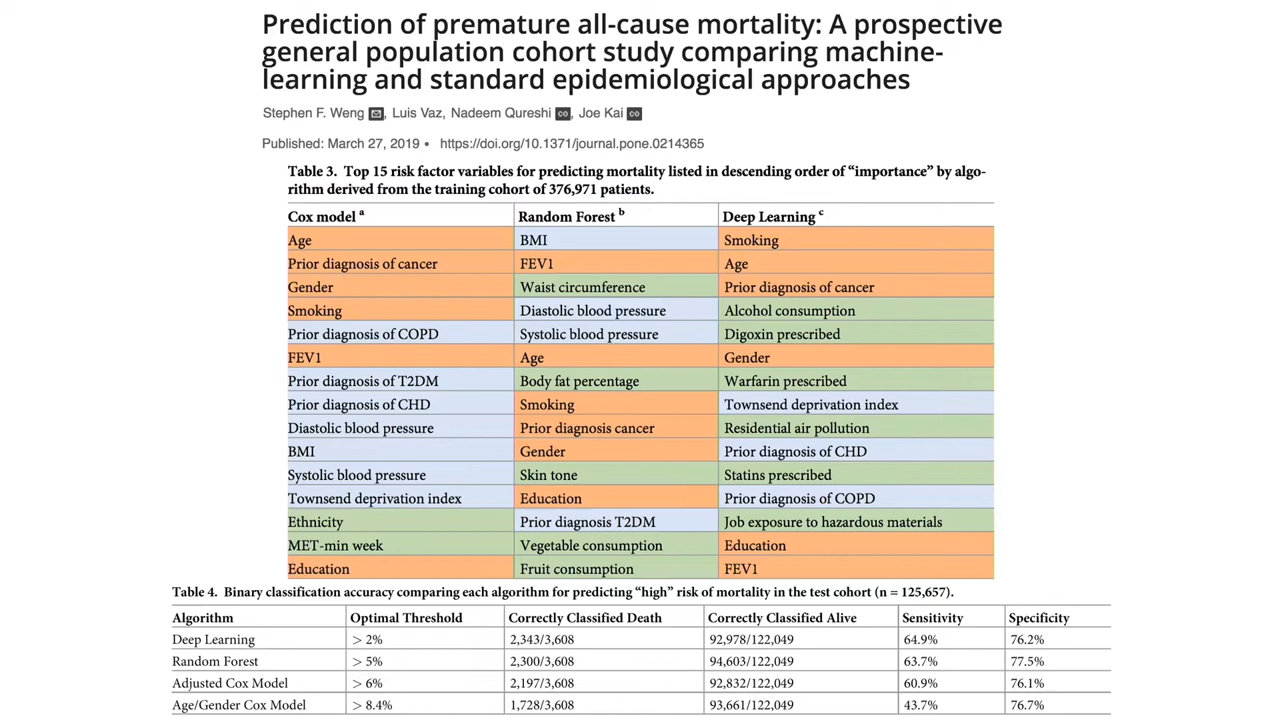 Prediction of premature all-cause mortality: A prospective
general population cohort study comparing machine-
learning and standard epidemiological approaches
Stephen F. Weng, Luis Vaz, Nadeem Qureshi, Joe Kai
Published: March 27, 2019 • https://doi.org/10.1371/journal.pone.0214365
Table 3. Top 15 risk factor variables for predicting mortality listed in descending order of “importance” by algo-
rithm derived from the training cohort of 376,971 patients.
Cox model a Random Forest b Deep Learning c
Age BMI Smoking
Prior diagnosis of cancer FEV1 Age
Gender Waist circumference Prior diagnosis of cancer
Smoking Diastolic blood pressure Alcohol consumption
Prior diagnosis of COPD Systolic blood pressure Digoxin prescribed
FEV1 Age Gender
Prior diagnosis of T2DM Body fat percentage Warfarin prescribed
Prior diagnosis of CHD Smoking Townsend deprivation index
Diastolic blood pressure Prior diagnosis cancer Residential air pollution
BMI Gender Prior diagnosis of CHD
Systolic blood pressure Skin tone Statins prescribed
Townsend deprivation index Education Prior diagnosis of COPD
Ethnicity Prior diagnosis T2DM Job exposure to hazardous materials
MET-min week Vegetable consumption Education
Education Fruit consumption FEV1
Table 4. Binary classification accuracy comparing each algorithm for predicting “high” risk of mortality in the test cohort (n = 125,657).
Algorithm Optimal Threshold Correctly Classified Death Correctly Classified Alive Sensitivity Specificity
Deep Learning > 2% 2,343/3,608 92,978/122,049 64.9% 76.2%
Random Forest > 5% 2,300/3,608 94,603/122,049 63.7% 77.5%
Adjusted Cox Model > 6% 2,197/3,608 92,832/122,049 60.9% 76.1%
Age/Gender Cox Model > 8.4% 1,728/3,608 93,661/122,049 43.7% 76.7%